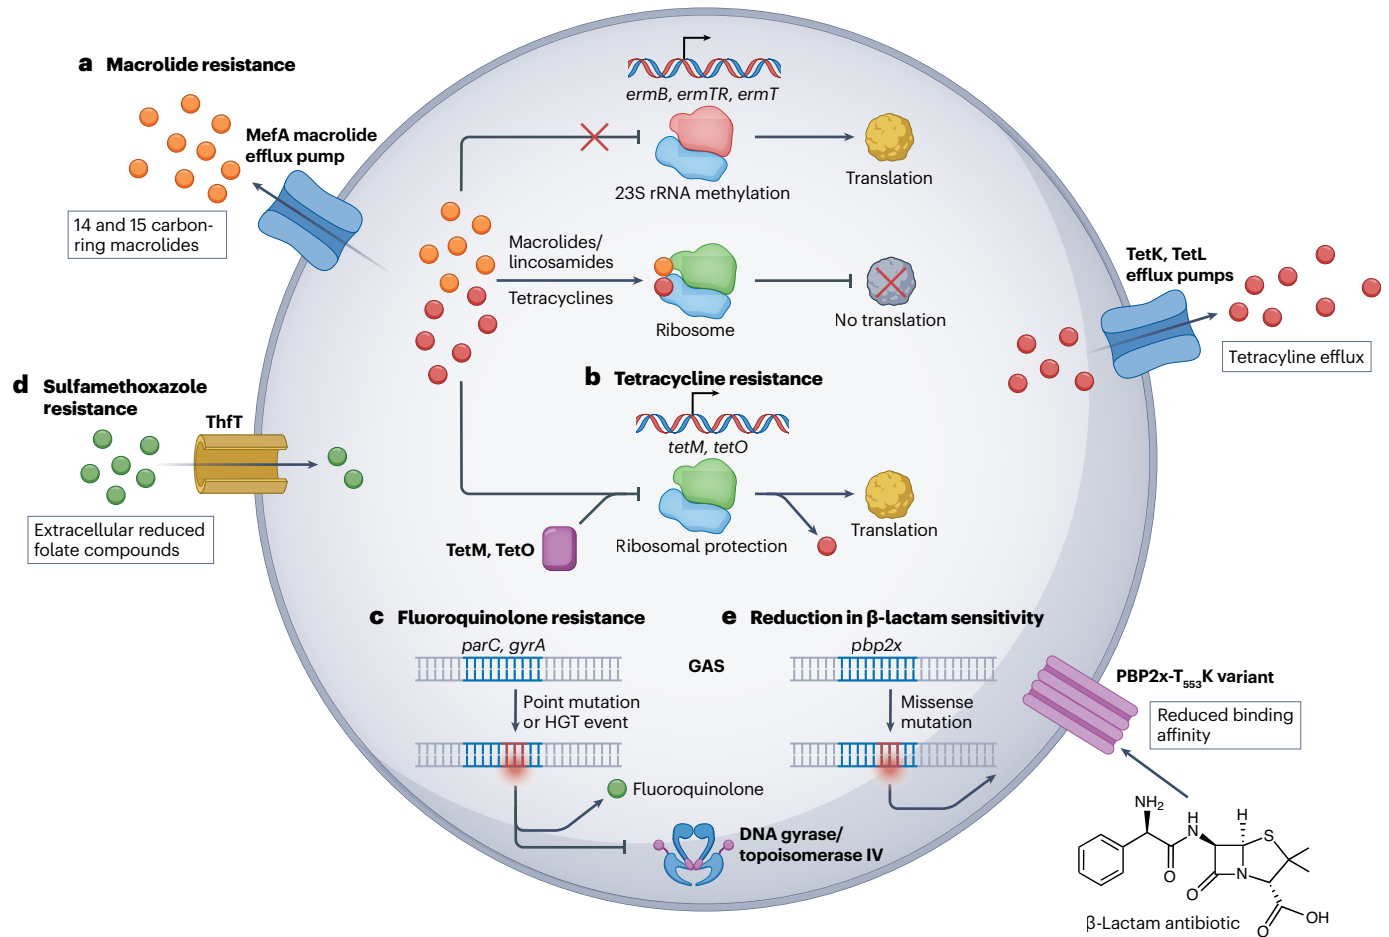 a Macrolide resistance
MefA macrolide
efflux pump
14 and 15 carbon-
ring macrolides
ermB, ermTR, ermT
23S rRNA methylation
Translation
Macrolides/
lincosamides
Tetracyclines
Ribosome
No translation
TetK, TetL
efflux pumps
Tetracyline efflux
d Sulfamethoxazole
resistance
ThfT
Extracellular reduced
folate compounds
b Tetracycline resistance
tetM, tetO
TetM, TetO
Ribosomal protection
Translation
c Fluoroquinolone resistance
parC, gyrA
Point mutation
or HGT event
Fluoroquinolone
DNA gyrase/
topoisomerase IV
GAS
e Reduction in β-lactam sensitivity
pbp2x
Missense
mutation
PBP2x-T553K variant
Reduced binding
affinity
NH2
H
N
H
S
O
O
N
O
OH
β-Lactam antibiotic